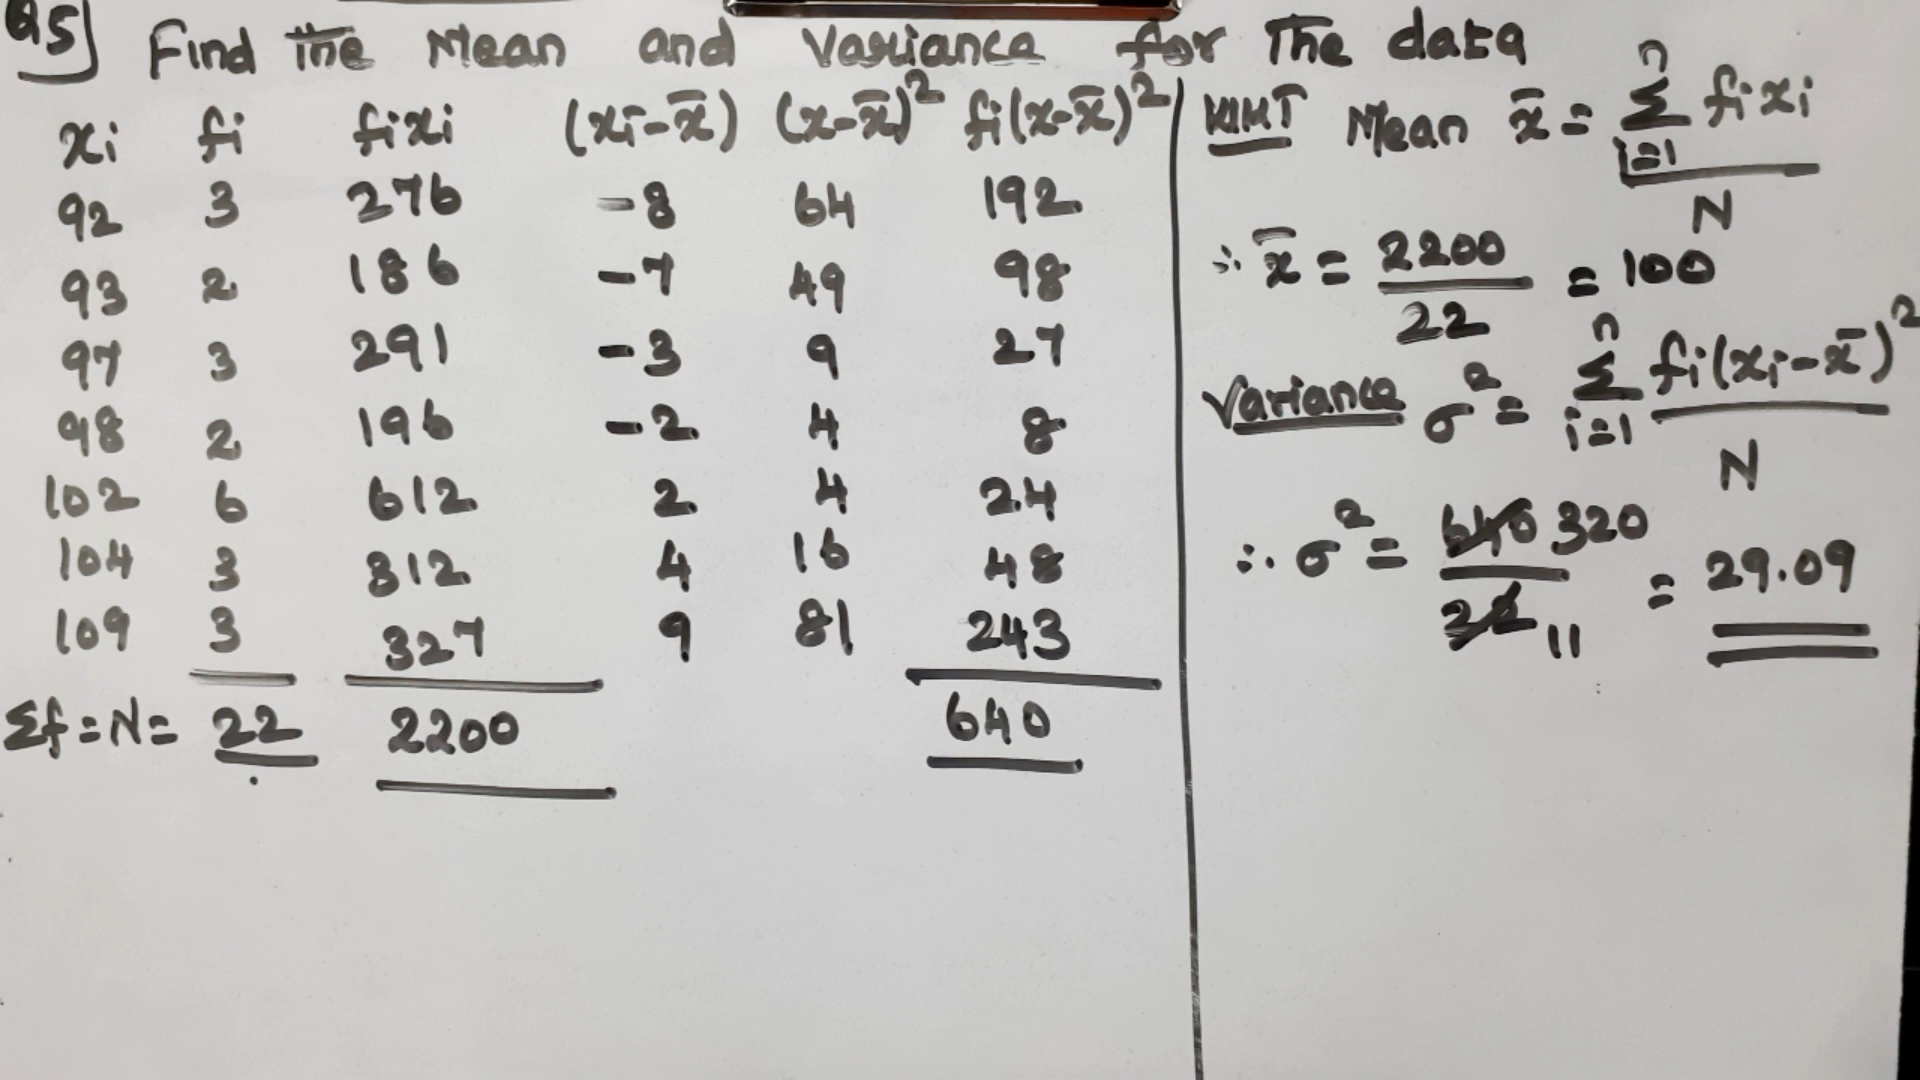 Q5] Find the Mean and Variance for The data
xi fi fixi (xi-x̄) (x-x̄)² fi(x-x̄)²
92 3 276 -8 64 192
93 2 186 -7 49 98
97 3 291 -3 9 27
98 2 196 -2 4 8
102 6 612 2 4 24
104 3 312 4 16 48
109 3 327 9 81 243
Σf=N= 22 2200 640
HINT Mean x̄ = n Σ i=1 fixi / N
∴ x̄ = 2200 / 22 = 100
Variance σ² = n Σ i=1 fi(xi-x̄)² / N
∴ σ² = 640 320 / 22 11 = 29.09